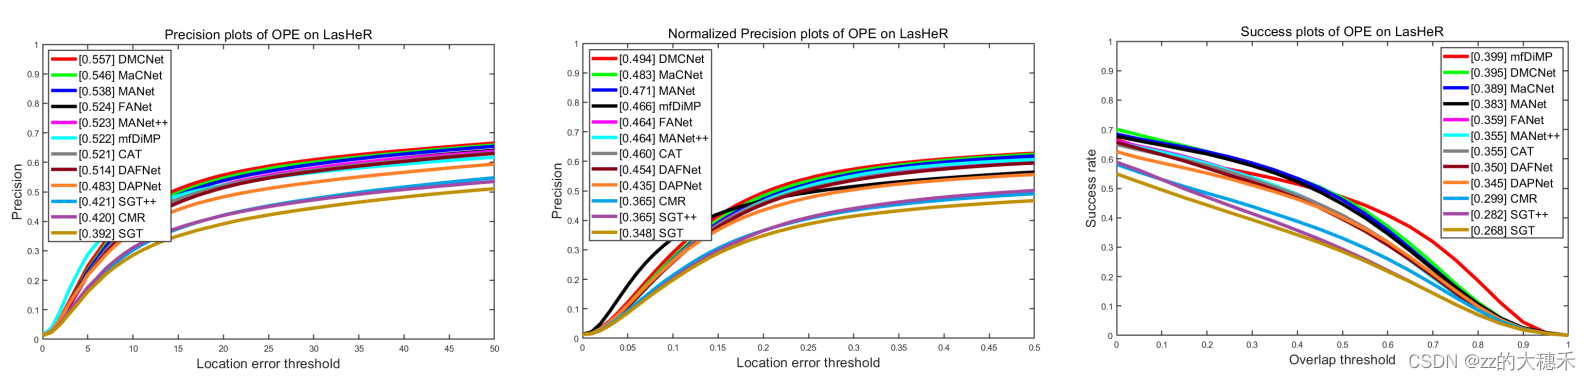 Precision plots of OPE on LasHeR
1
0.9
0.8
0.7
0.6
0.5
0.4
0.3
0.2
0.1
0
Precision
[0.557] DMCNet
[0.546] MaCNet
[0.538] MANet
[0.524] FANet
[0.523] MANet++
[0.522] mfDiMP
[0.521] CAT
[0.514] DAFNet
[0.483] DAPNet
[0.421] SGT++
[0.420] CMR
[0.392] SGT
0 5 10 15 20 25 30 35 40 45 50
Location error threshold
Normalized Precision plots of OPE on LasHeR
1
0.9
0.8
0.7
0.6
0.5
0.4
0.3
0.2
0.1
0
Precision
[0.494] DMCNet
[0.483] MaCNet
[0.471] MANet
[0.466] mfDiMP
[0.464] FANet
[0.464] MANet++
[0.460] CAT
[0.454] DAFNet
[0.435] DAPNet
[0.365] CMR
[0.365] SGT++
[0.348] SGT
0 0.05 0.1 0.15 0.2 0.25 0.3 0.35 0.4 0.45 0.5
Location error threshold
Success plots of OPE on LasHeR
1
0.9
0.8
0.7
0.6
0.5
0.4
0.3
0.2
0.1
0
Success rate
[0.399] mfDiMP
[0.395] DMCNet
[0.389] MaCNet
[0.383] MANet
[0.359] FANet
[0.355] MANet++
[0.355] CAT
[0.350] DAFNet
[0.345] DAPNet
[0.299] CMR
[0.282] SGT++
[0.268] SGT
0 0.1 0.2 0.3 0.4 0.5 0.6 0.7 0.8 0.9 1
Overlap threshold
CSDN @zz的大穗禾